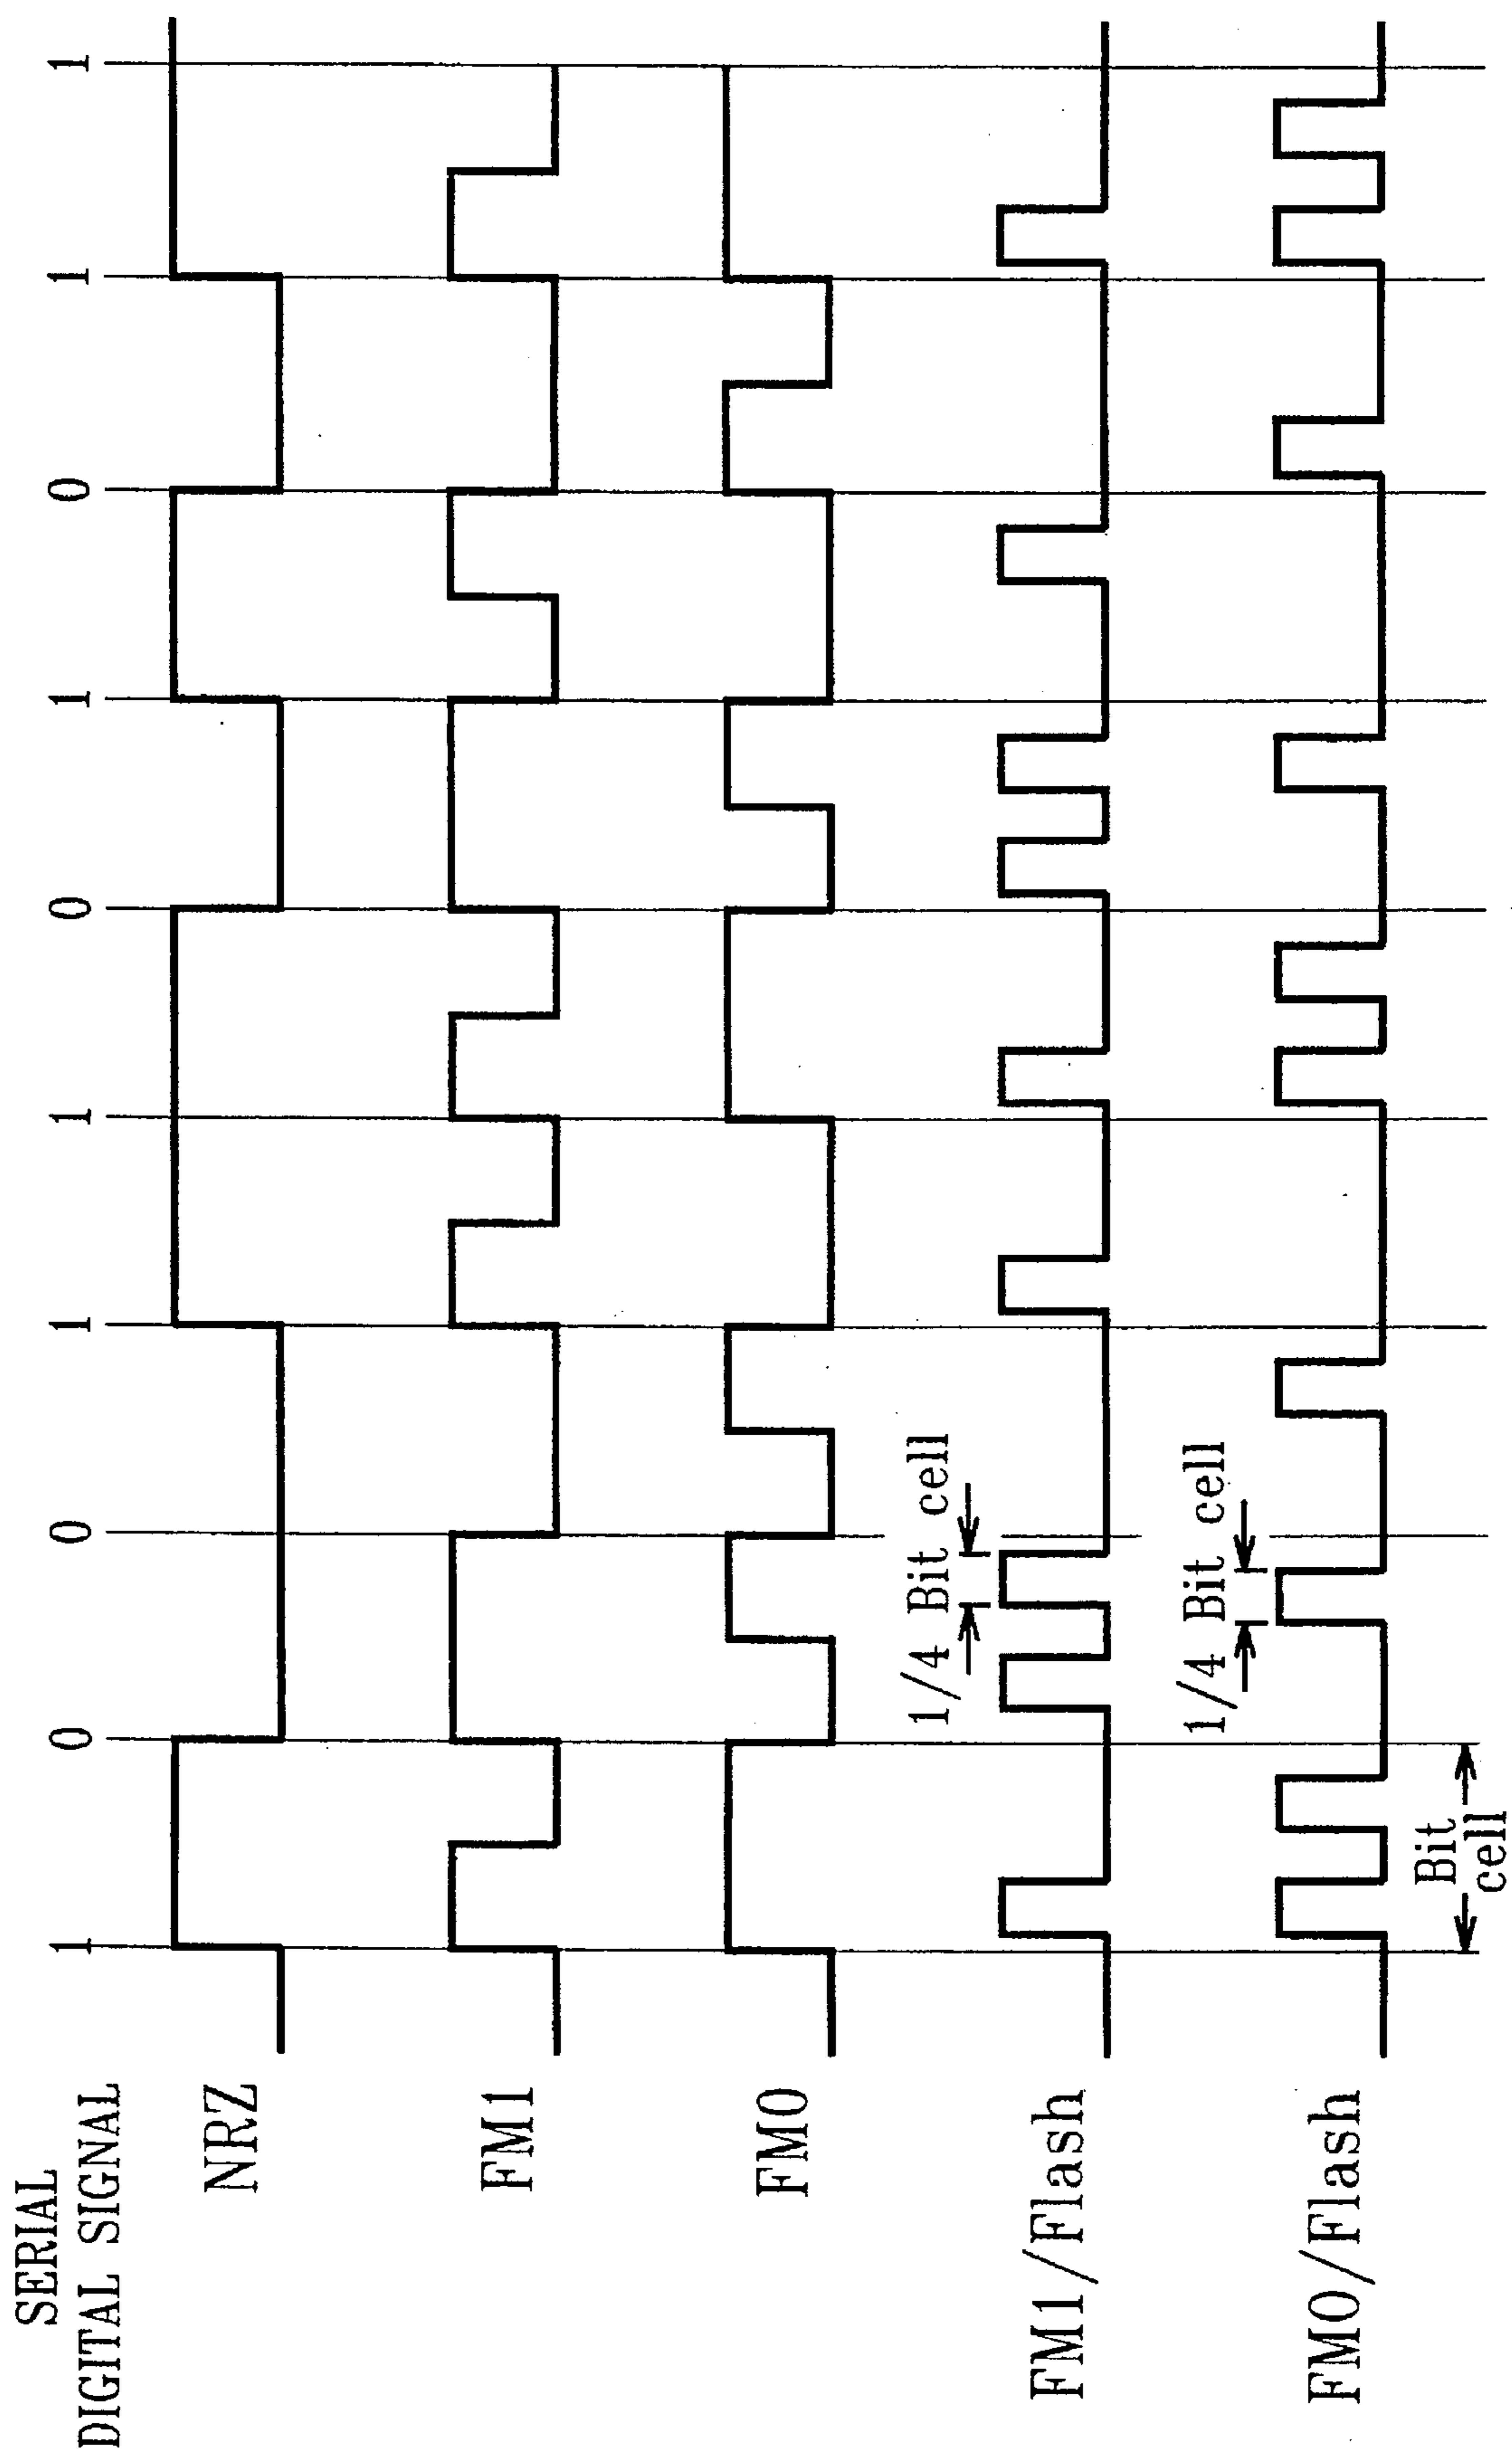 SERIAL
DIGITAL SIGNAL
1 0 0 1 1 0 1 0 1 1
NRZ
FM1
FM0
FM1/Flash
1/4 Bit cell
FM0/Flash
1/4 Bit cell
Bit
cell